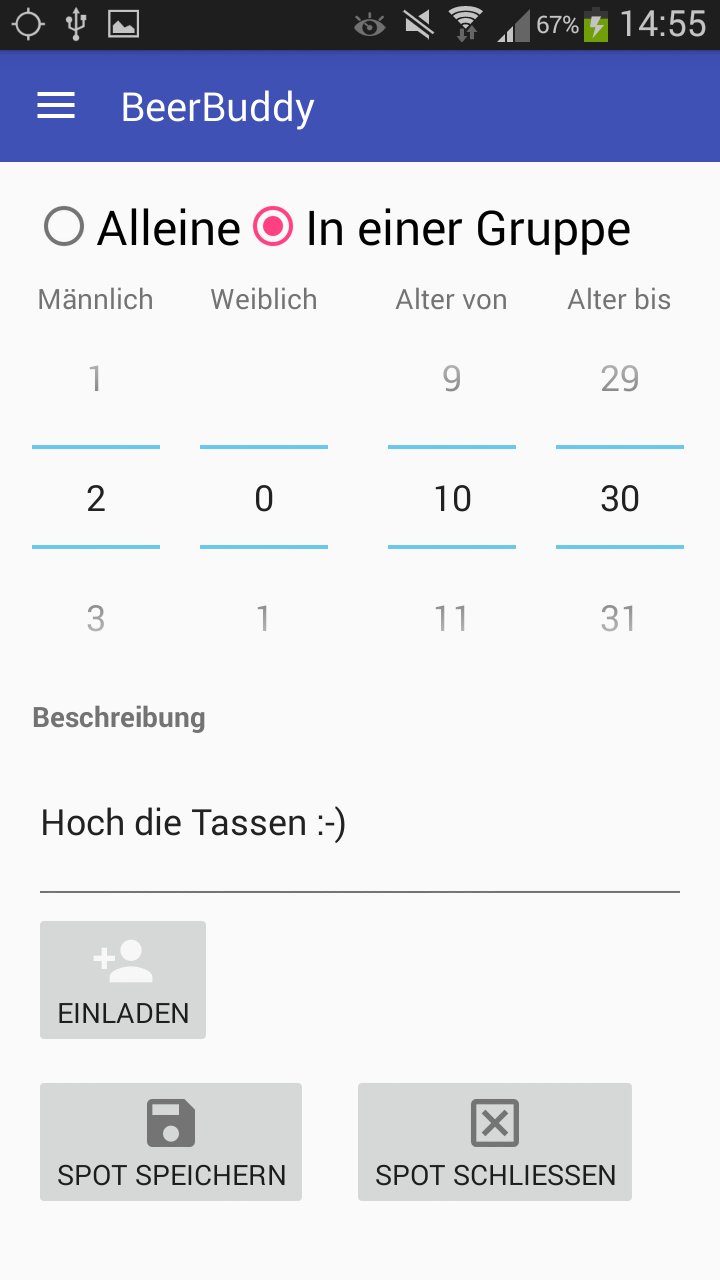 67% 14:55
BeerBuddy
Alleine In einer Gruppe
Männlich Weiblich Alter von Alter bis
1 9 29
2 0 10 30
3 1 11 31
Beschreibung
Hoch die Tassen :-)
EINLADEN
SPOT SPEICHERN SPOT SCHLIESSEN